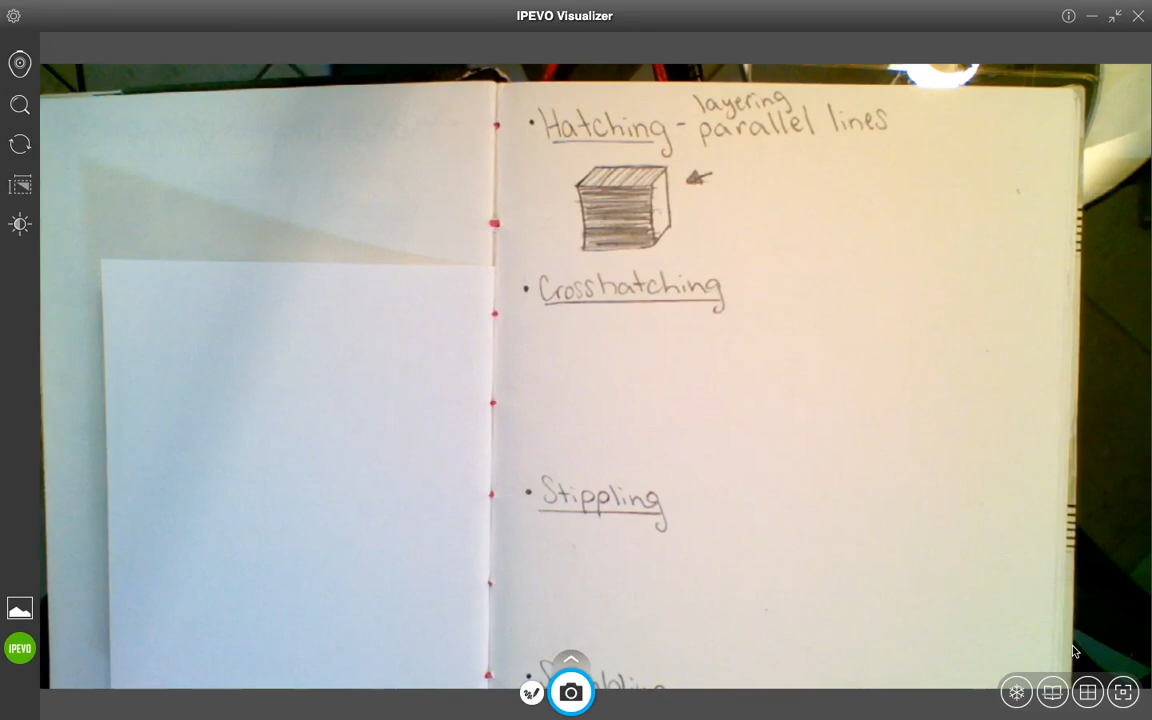 IPEVO Visualizer
layering
• Hatching - parallel lines
• Crosshatching
• Stippling
IPEVO